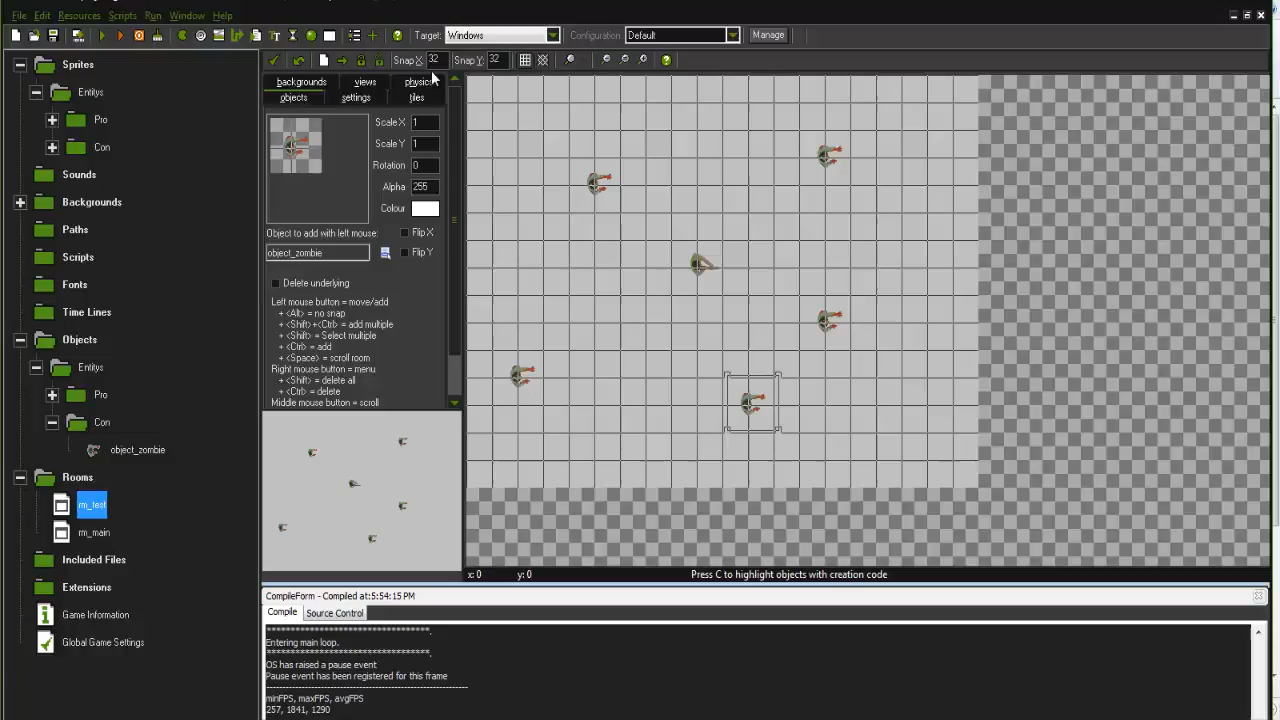 File Edit Resources Scripts Run Window Help
Target: Windows Configuration: Default Manage
Snap X: 32 Snap Y: 32
backgrounds views physics
objects settings tiles
Scale X 1
Scale Y 1
Rotation 0
Alpha 255
Colour
Object to add with left mouse:
Flip X
object_zombie
Flip Y
Delete underlying
Left mouse button = move/add
+ <Alt> = no snap
+ <Shift>+<Ctrl> = add multiple
+ <Shift> = Select multiple
+ <Ctrl> = add
+ <Space> = scroll room
Right mouse button = menu
+ <Shift> = delete all
+ <Ctrl> = delete
Middle mouse button = scroll
Sprites
Entitys
Pro
Con
Sounds
Backgrounds
Paths
Scripts
Fonts
Time Lines
Objects
Entitys
Pro
Con
object_zombie
Rooms
rm_test
rm_main
Included Files
Extensions
Game Information
Global Game Settings
x: 0 y: 0 Press C to highlight objects with creation code
CompileForm - Compiled at:5:54:15 PM
Compile Source Control
Entering main loop.
OS has raised a pause event
Pause event has been registered for this frame
minFPS, maxFPS, avgFPS
257, 1841, 1290